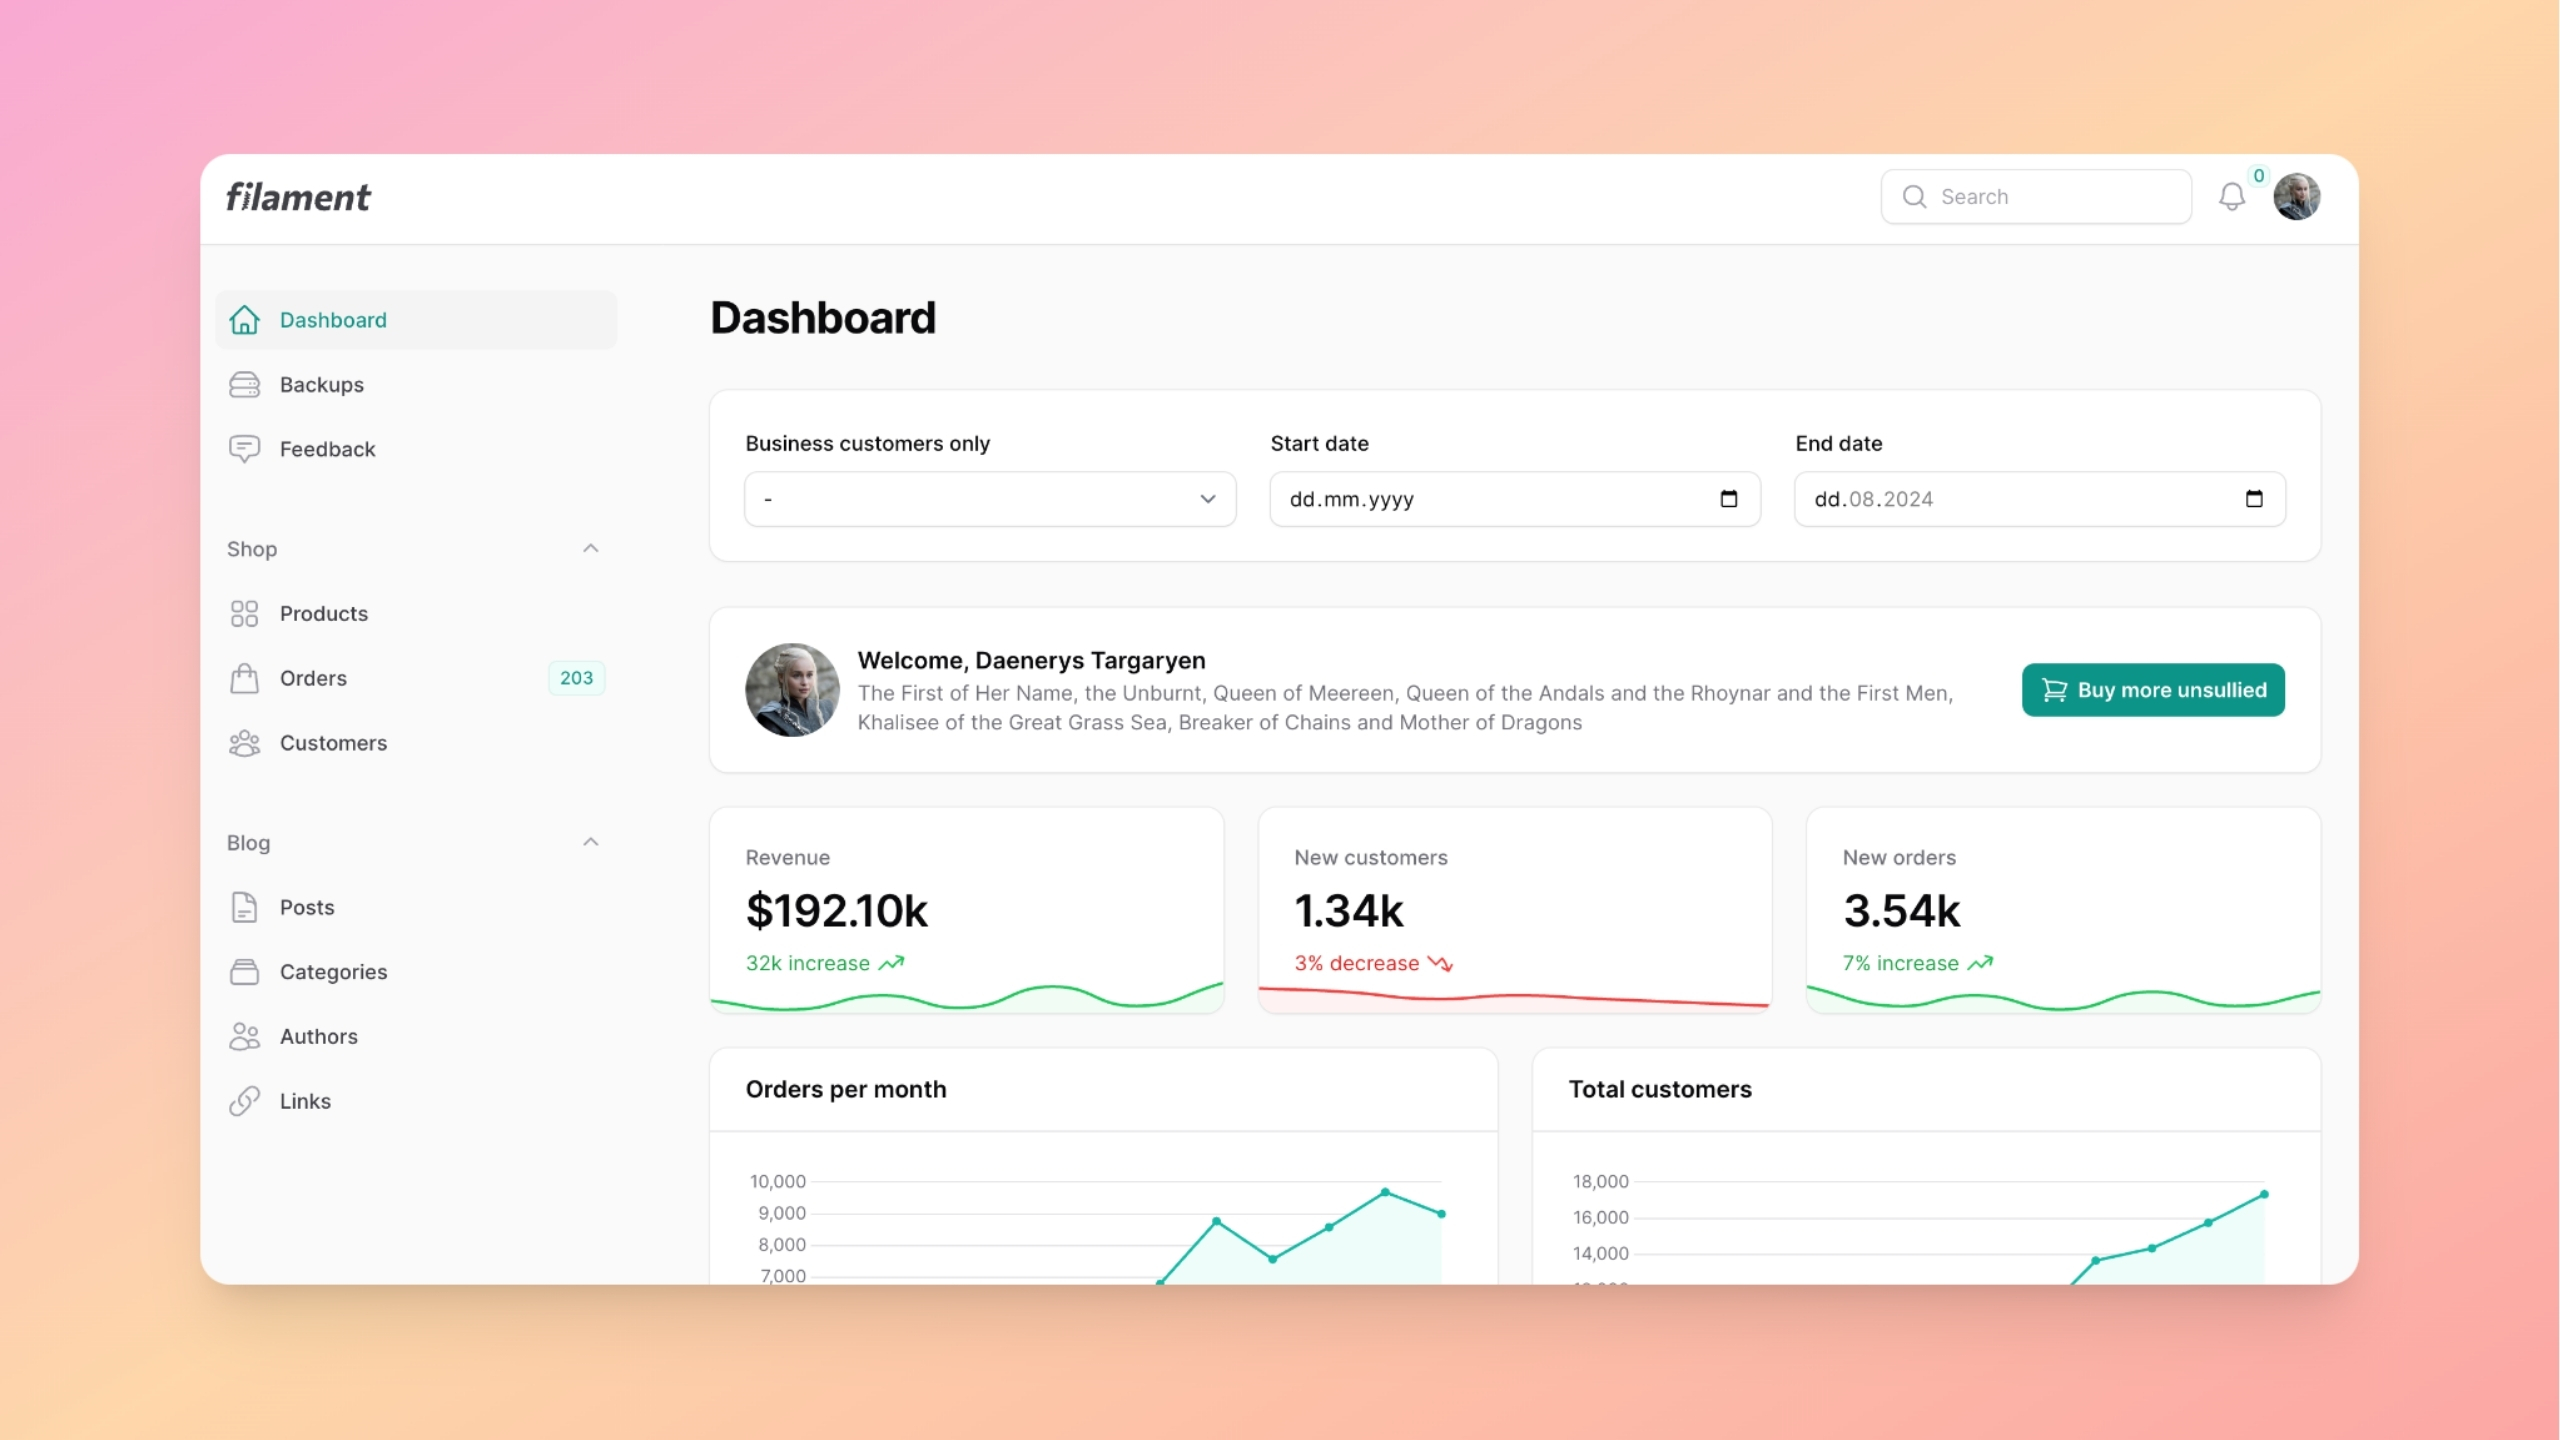 filament
Search
0
Dashboard
Backups
Feedback
Shop
Products
Orders
203
Customers
Blog
Posts
Categories
Authors
Links
Dashboard
Business customers only
-
Start date
dd.mm.yyyy
End date
dd.08.2024
Welcome, Daenerys Targaryen
The First of Her Name, the Unburnt, Queen of Meereen, Queen of the Andals and the Rhoynar and the First Men,
Khalisee of the Great Grass Sea, Breaker of Chains and Mother of Dragons
Buy more unsullied
Revenue
$192.10k
32k increase
New customers
1.34k
3% decrease
New orders
3.54k
7% increase
Orders per month
10,000
9,000
8,000
7,000
Total customers
18,000
16,000
14,000